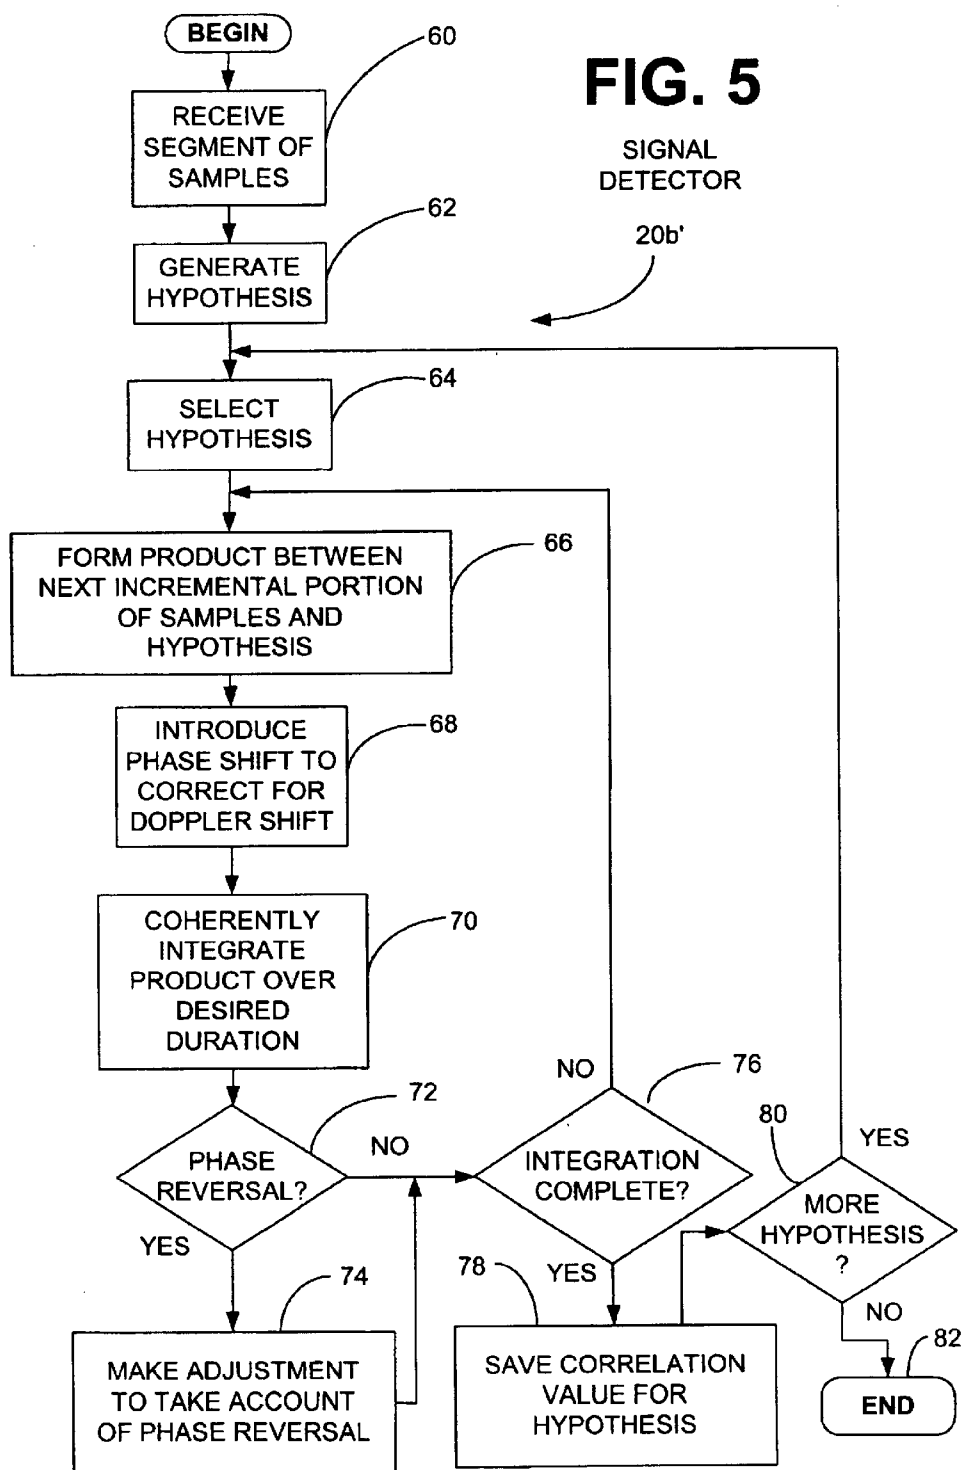 BEGIN
60
FIG. 5
RECEIVE
SEGMENT OF
SAMPLES
SIGNAL
DETECTOR
62
20b'
GENERATE
HYPOTHESIS
64
SELECT
HYPOTHESIS
66
FORM PRODUCT BETWEEN
NEXT INCREMENTAL PORTION
OF SAMPLES AND
HYPOTHESIS
68
INTRODUCE
PHASE SHIFT TO
CORRECT FOR
DOPPLER SHIFT
70
COHERENTLY
INTEGRATE
PRODUCT OVER
DESIRED
DURATION
72
PHASE
REVERSAL?
NO
YES
74
MAKE ADJUSTMENT
TO TAKE ACCOUNT
OF PHASE REVERSAL
NO
76
INTEGRATION
COMPLETE?
YES
78
SAVE CORRELATION
VALUE FOR
HYPOTHESIS
80
YES
MORE
HYPOTHESIS
?
NO
82
END